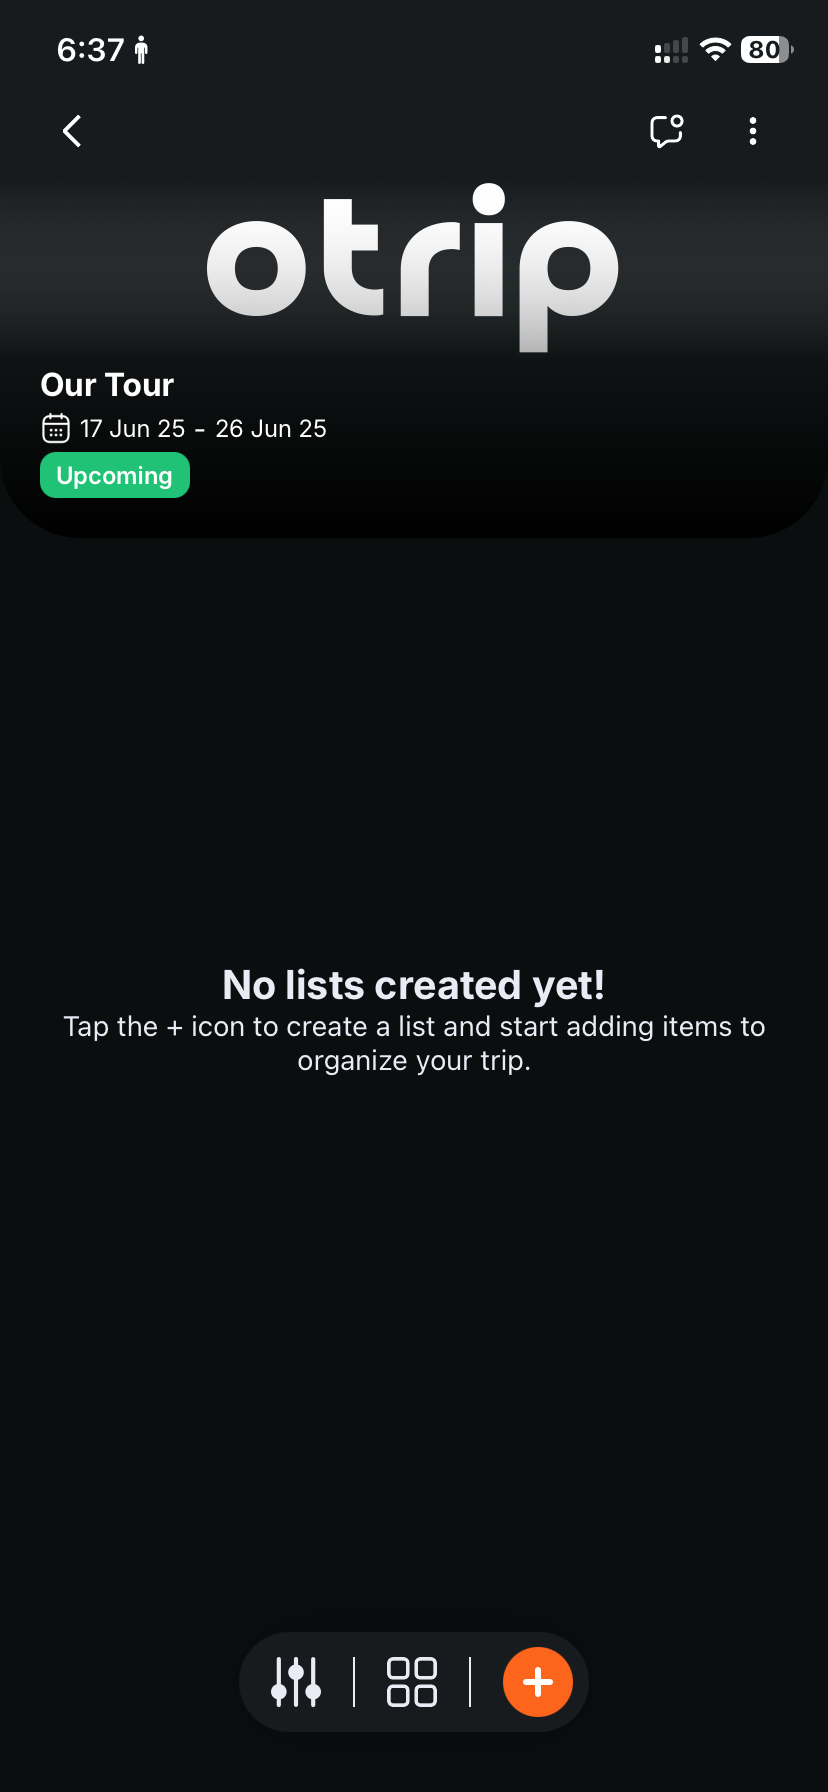 6:37
80
otrip
Our Tour
17 Jun 25 - 26 Jun 25
Upcoming
No lists created yet!
Tap the + icon to create a list and start adding items to
organize your trip.